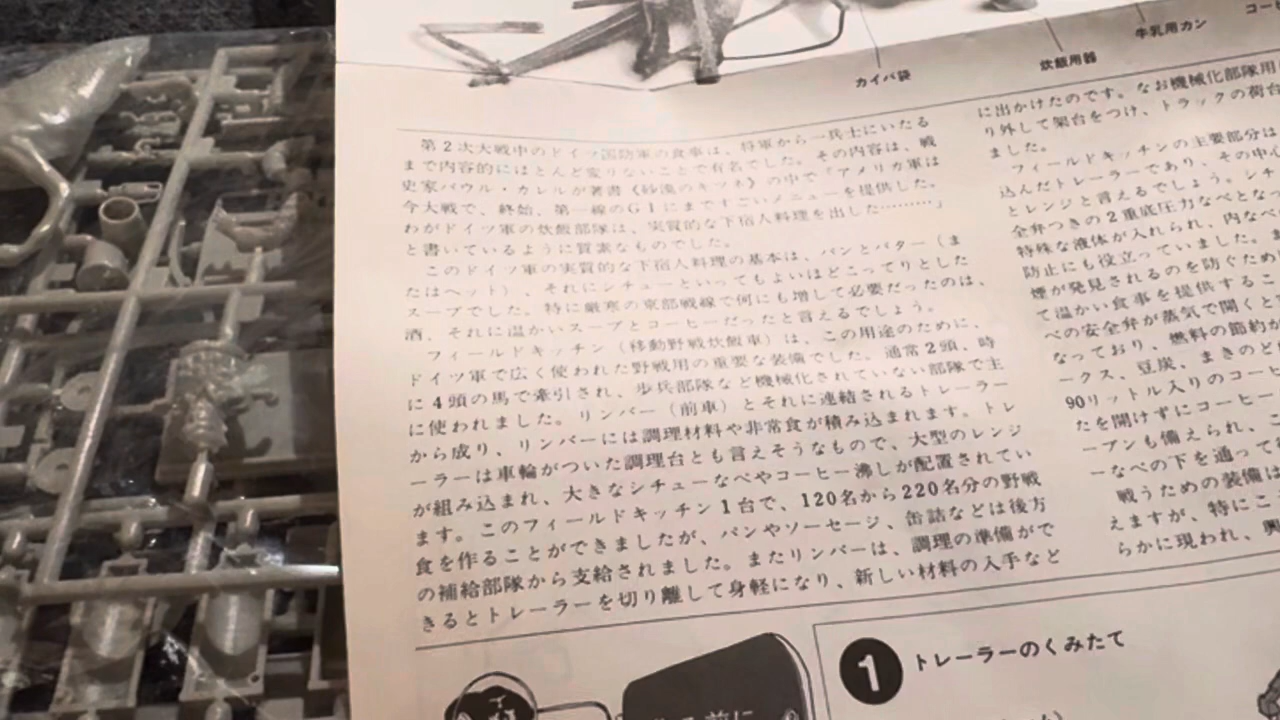 カイバ袋
炊飯用器
牛乳用カン
コーヒ
第2次大戦中のドイツ国防軍の食事は、将軍から一兵士にいたる
まで内容的にはほとんど変りないことで有名でした。その内容は、戦
史家パウル・カレルが著書《砂漠のキツネ》の中で「アメリカ軍は
今大戦で、終始、第一線のGIにまですごいメニューを提供した。
わがドイツ軍の炊飯部隊は、実質的な下宿人料理を出した………」
と書いているように質素なものでした。
このドイツ軍の実質的な下宿人料理の基本は、パンとバター（ま
たはヘット）、それにシチューといってもよいほどこってりとした
スープでした。特に厳寒の東部戦線で何にも増して必要だったのは、
酒、それに温かいスープとコーヒーだったと言えるでしょう。
フィールドキッチン（移動野戦炊飯車）は、この用途のために、
ドイツ軍で広く使われた野戦用の重要な装備でした。通常2頭、時
に4頭の馬で牽引され、歩兵部隊など機械化されていない部隊で主
に使われました。リンバー（前車）とそれに連結されるトレーラー
から成り、リンバーには調理材料や非常食が積み込まれます。トレ
ーラーは車輪がついた調理台とも言えそうなもので、大型のレンジ
が組み込まれ、大きなシチューなべやコーヒー沸しが配置されてい
ます。このフィールドキッチン1台で、120名から220名分の野戦
食を作ることができましたが、パンやソーセージ、缶詰などは後方
の補給部隊から支給されました。またリンバーは、調理の準備がで
きるとトレーラーを切り離して身軽になり、新しい材料の入手など
に出かけたのです。なお機械化部隊用
り外して架台をつけ、トラックの荷台
ました。
フィールドキッチンの主要部分は
込んだトレーラーであり、その中心
とレンジと言えるでしょう。シチ
全弁つきの2重底圧力なべとなっ
特殊な液体が入れられ、内なべ
防止にも役立っていました。ま
煙が発見されるのを防ぐため
て温かい食事を提供するこ
べの安全弁が蒸気で開くと
なっており、燃料の節約が
ークス、豆炭、まきのど
90リットル入りのコーヒ
たを開けずにコーヒー
ーブンも備えられ、こ
ーなべの下を通って
戦うための装備は
えますが、特にこ
らかに現われ、興
1 トレーラーのくみたて
前に